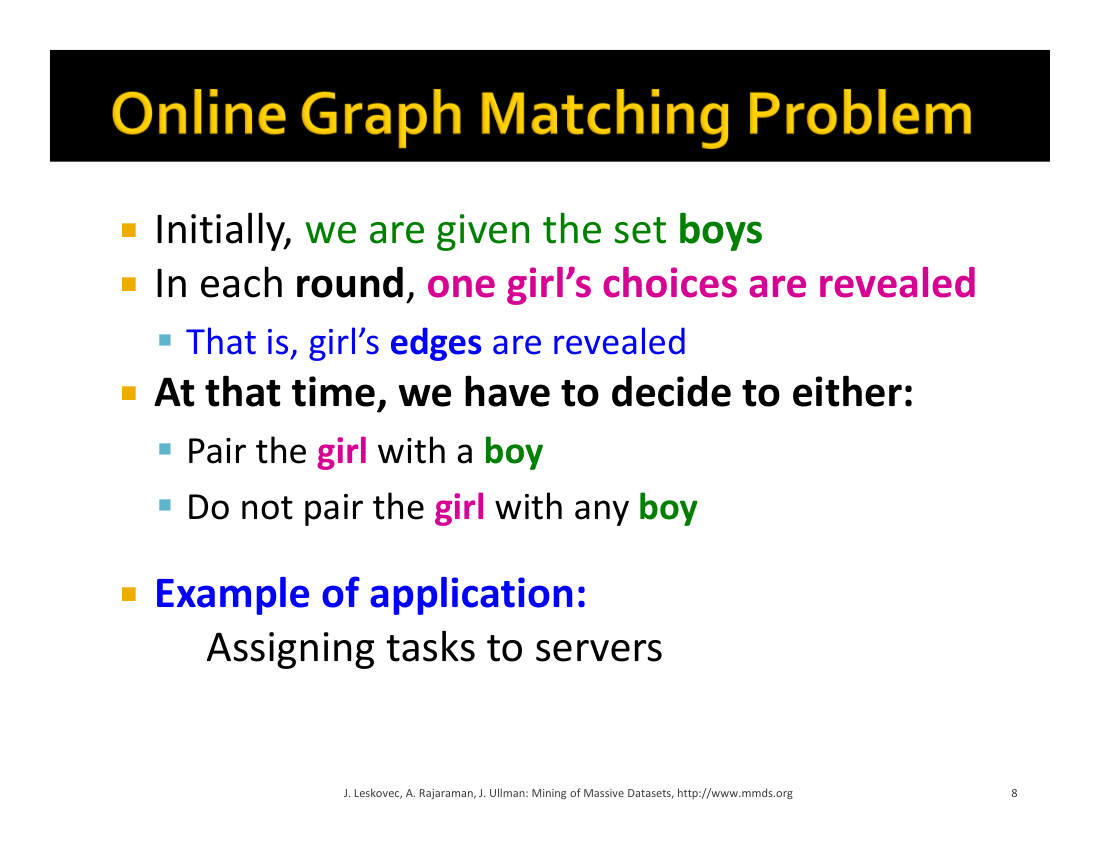 Online Graph Matching Problem
Initially, we are given the set boys
In each round, one girl’s choices are revealed
That is, girl’s edges are revealed
At that time, we have to decide to either:
Pair the girl with a boy
Do not pair the girl with any boy
Example of application:
Assigning tasks to servers
J. Leskovec, A. Rajaraman, J. Ullman: Mining of Massive Datasets, http://www.mmds.org
8